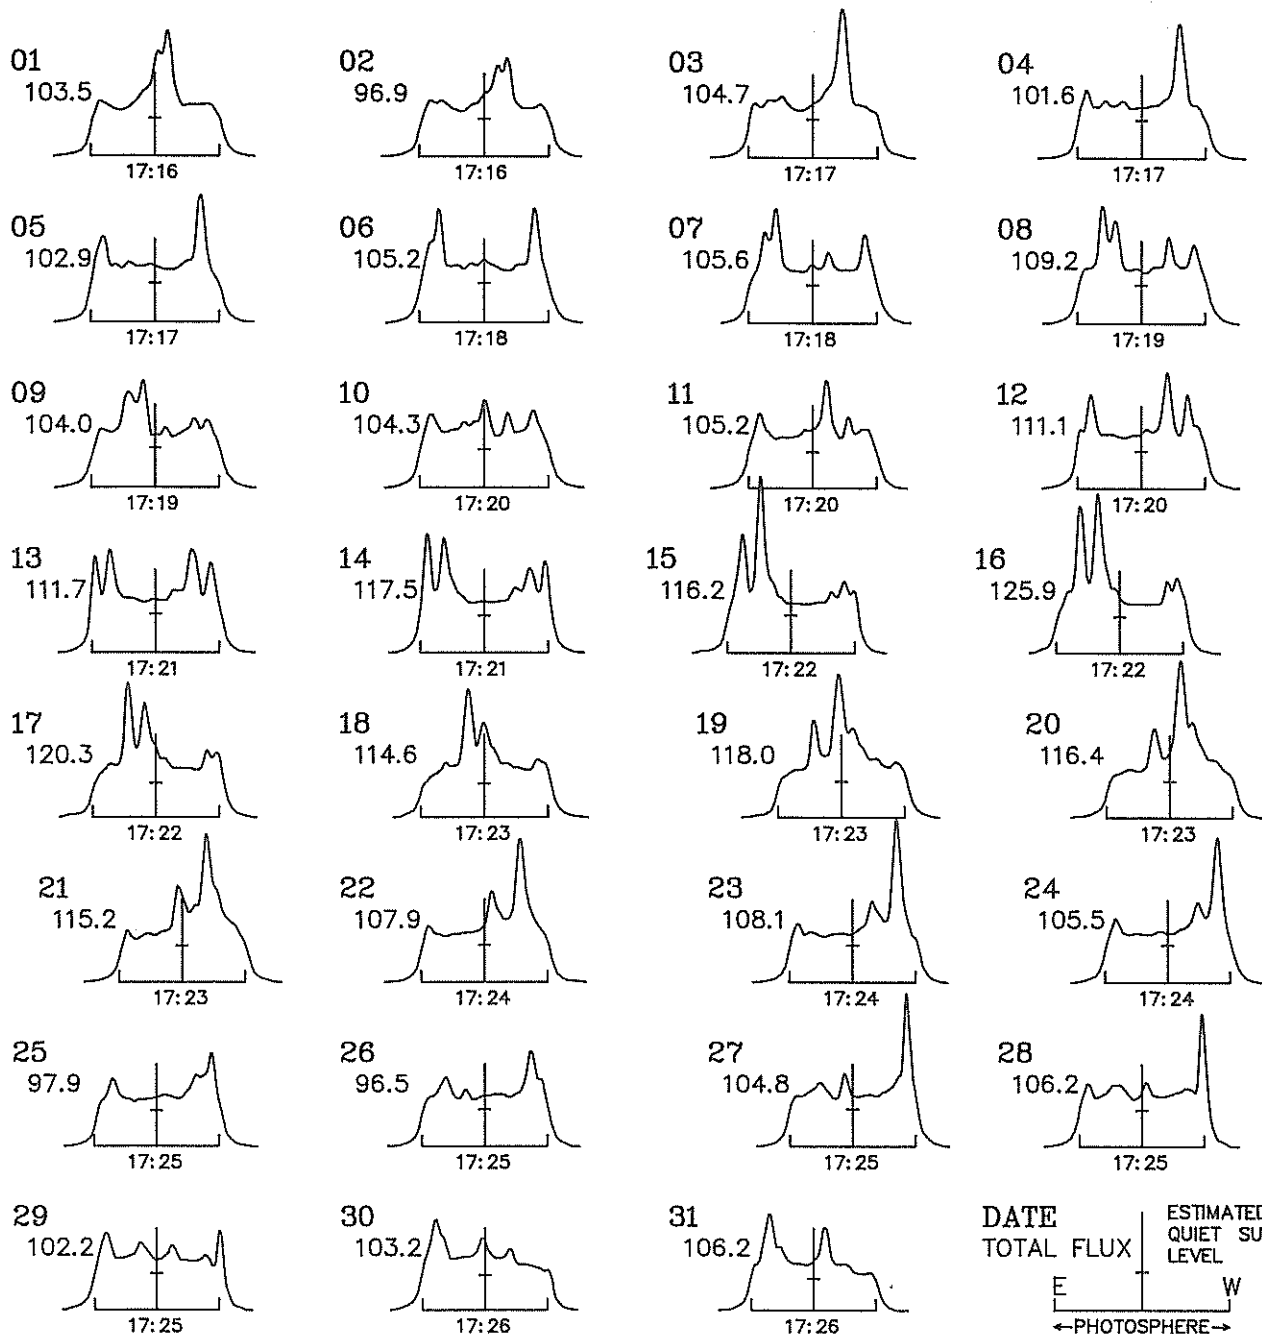 01 02 03 04
103.5 96.9 104.7 101.6
17:16 17:16 17:17 17:17
05 06 07 08
102.9 105.2 105.6 109.2
17:17 17:18 17:18 17:19
09 10 11 12
104.0 104.3 105.2 111.1
17:19 17:20 17:20 17:20
13 14 15 16
111.7 117.5 116.2 125.9
17:21 17:21 17:22 17:22
17 18 19 20
120.3 114.6 118.0 116.4
17:22 17:23 17:23 17:23
21 22 23 24
115.2 107.9 108.1 105.5
17:23 17:24 17:24 17:24
25 26 27 28
97.9 96.5 104.8 106.2
17:25 17:25 17:25 17:25
29 30 31
102.2 103.2 106.2
17:25 17:26 17:26
DATE
TOTAL FLUX
ESTIMATED
QUIET SU
LEVEL
E W
←PHOTOSPHERE→